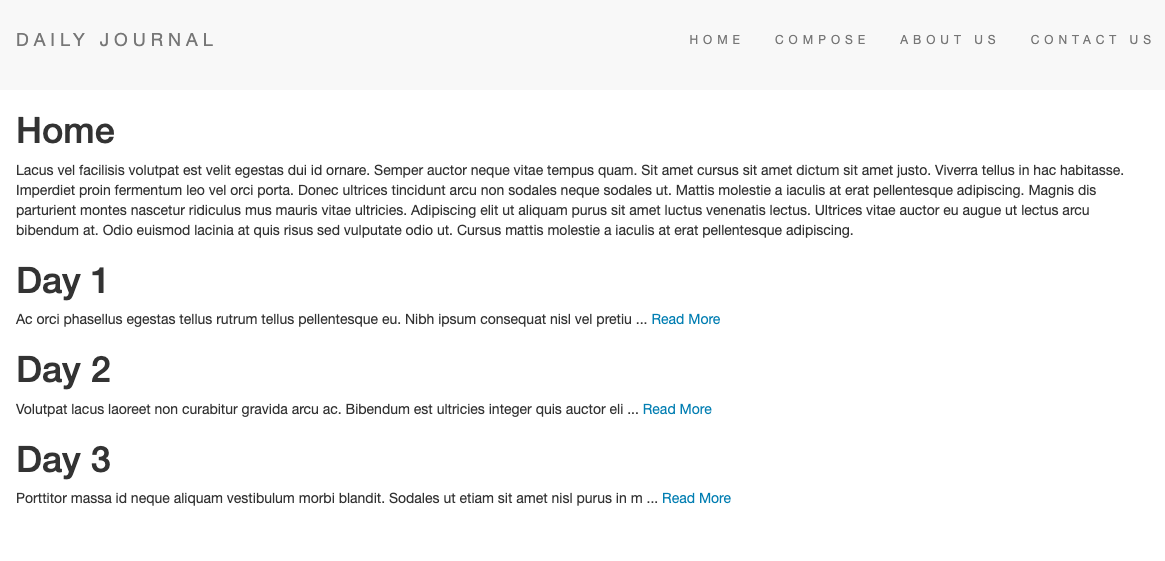 DAILY JOURNAL HOME COMPOSE ABOUT US CONTACT US
Home
Lacus vel facilisis volutpat est velit egestas dui id ornare. Semper auctor neque vitae tempus quam. Sit amet cursus sit amet dictum sit amet justo. Viverra tellus in hac habitasse.
Imperdiet proin fermentum leo vel orci porta. Donec ultrices tincidunt arcu non sodales neque sodales ut. Mattis molestie a iaculis at erat pellentesque adipiscing. Magnis dis
parturient montes nascetur ridiculus mus mauris vitae ultricies. Adipiscing elit ut aliquam purus sit amet luctus venenatis lectus. Ultrices vitae auctor eu augue ut lectus arcu
bibendum at. Odio euismod lacinia at quis risus sed vulputate odio ut. Cursus mattis molestie a iaculis at erat pellentesque adipiscing.
Day 1
Ac orci phasellus egestas tellus rutrum tellus pellentesque eu. Nibh ipsum consequat nisl vel pretiu ... Read More
Day 2
Volutpat lacus laoreet non curabitur gravida arcu ac. Bibendum est ultricies integer quis auctor eli ... Read More
Day 3
Porttitor massa id neque aliquam vestibulum morbi blandit. Sodales ut etiam sit amet nisl purus in m ... Read More